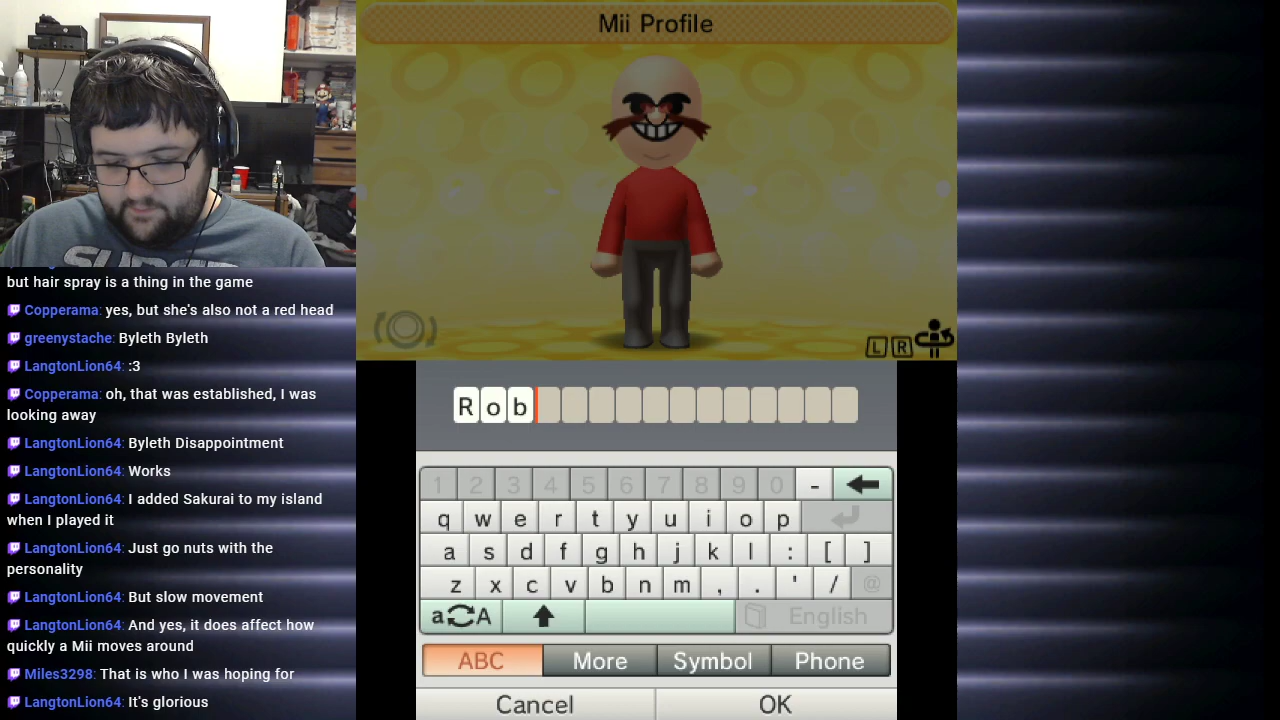 Mii Profile
L R
but hair spray is a thing in the game
Copperama: yes, but she's also not a red head
greenystache: Byleth Byleth
LangtonLion64: :3
Copperama: oh, that was established, I was
looking away
LangtonLion64: Byleth Disappointment
LangtonLion64: Works
LangtonLion64: I added Sakurai to my island
when I played it
LangtonLion64: Just go nuts with the
personality
LangtonLion64: But slow movement
LangtonLion64: And yes, it does affect how
quickly a Mii moves around
Miles3298: That is who I was hoping for
LangtonLion64: It's glorious
Rob
1 2 3 4 5 6 7 8 9 0 -
q w e r t y u i o p
a s d f g h j k l : [ ]
z x c v b n m , . ' / @
a A English
ABC More Symbol Phone
Cancel OK